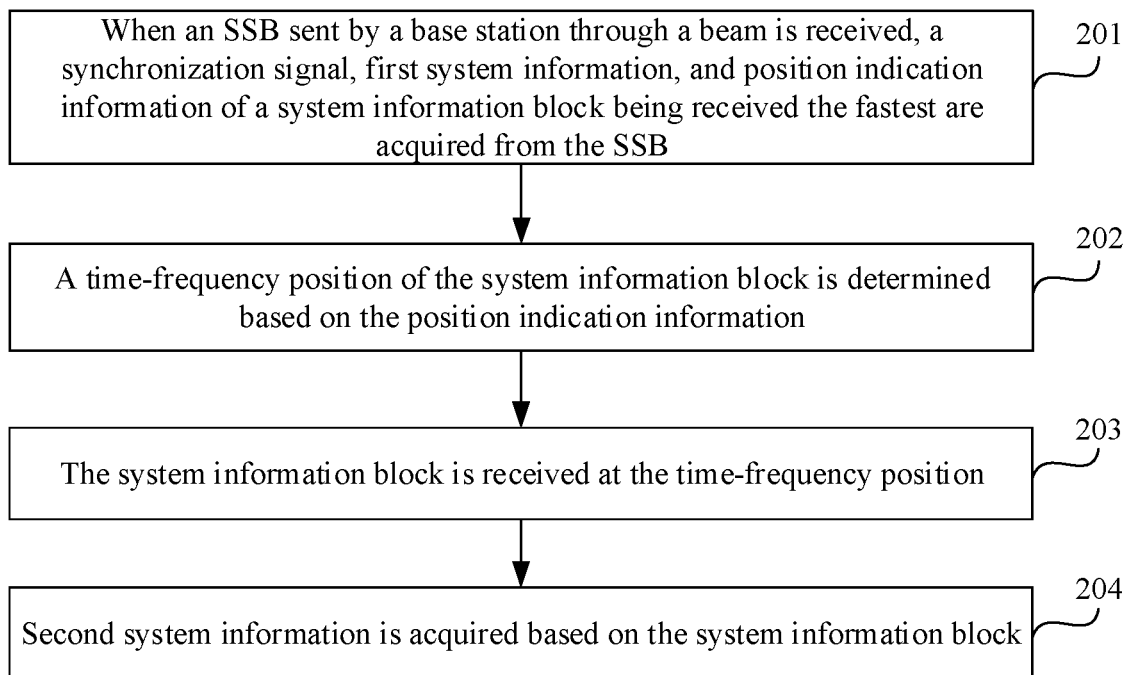 When an SSB sent by a base station through a beam is received, a
synchronization signal, first system information, and position indication
information of a system information block being received the fastest are
acquired from the SSB
201
A time-frequency position of the system information block is determined
based on the position indication information
202
The system information block is received at the time-frequency position
203
Second system information is acquired based on the system information block
204